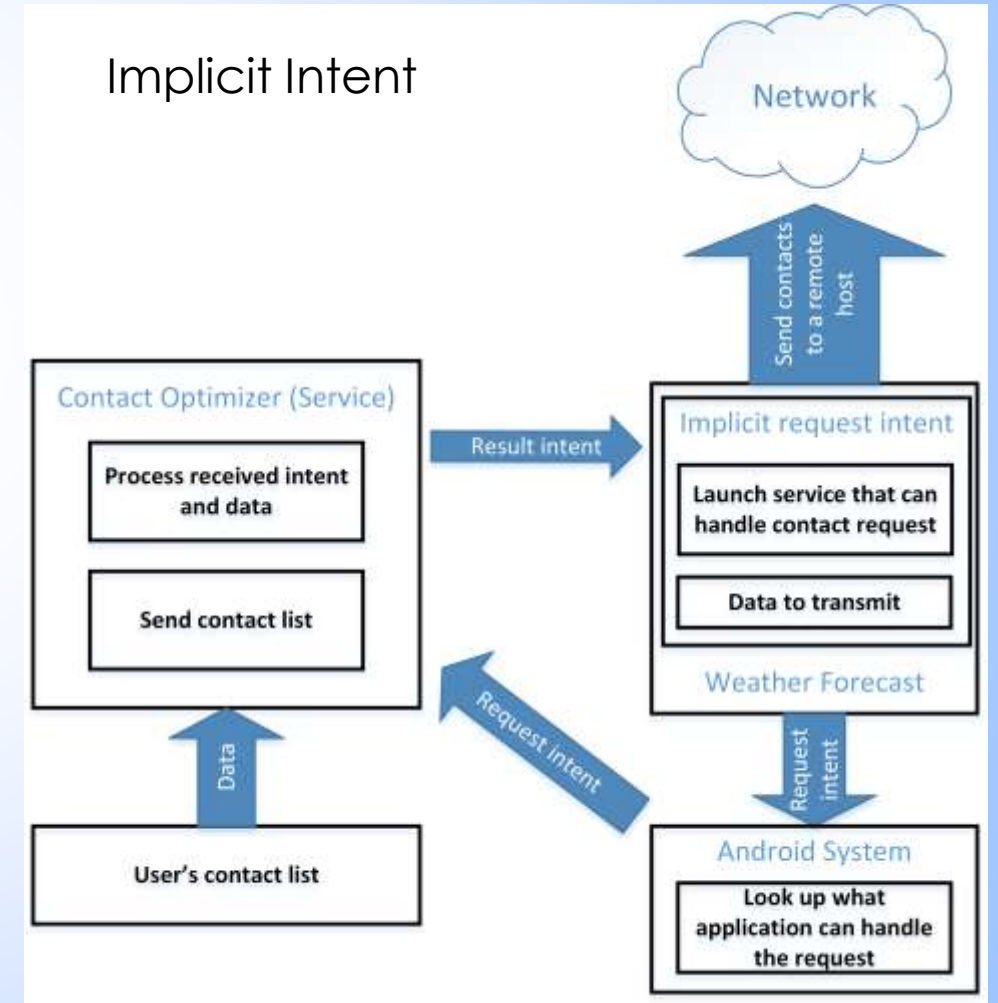 Implicit Intent
Network
Send contacts
to a remote
host
Contact Optimizer (Service)
Process received intent
and data
Send contact list
Result intent
Implicit request intent
Launch service that can
handle contact request
Data to transmit
Weather Forecast
Request intent
Request
intent
Data
User's contact list
Android System
Look up what
application can handle
the request